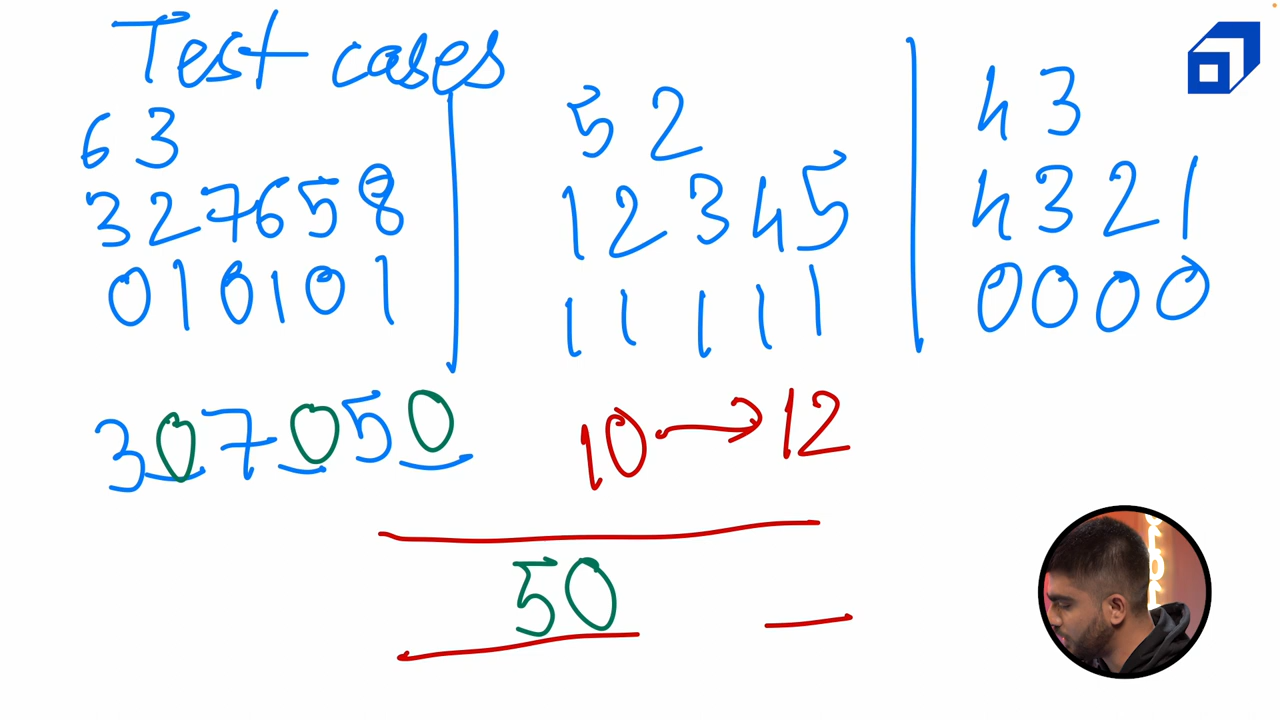 Test cases
6 3
3 2 7 6 5 8
0 1 0 1 0 1
5 2
1 2 3 4 5
1 1 1 1 1
4 3
4 3 2 1
0 0 0 0
3 0 7 0 5 0
10 → 12
50